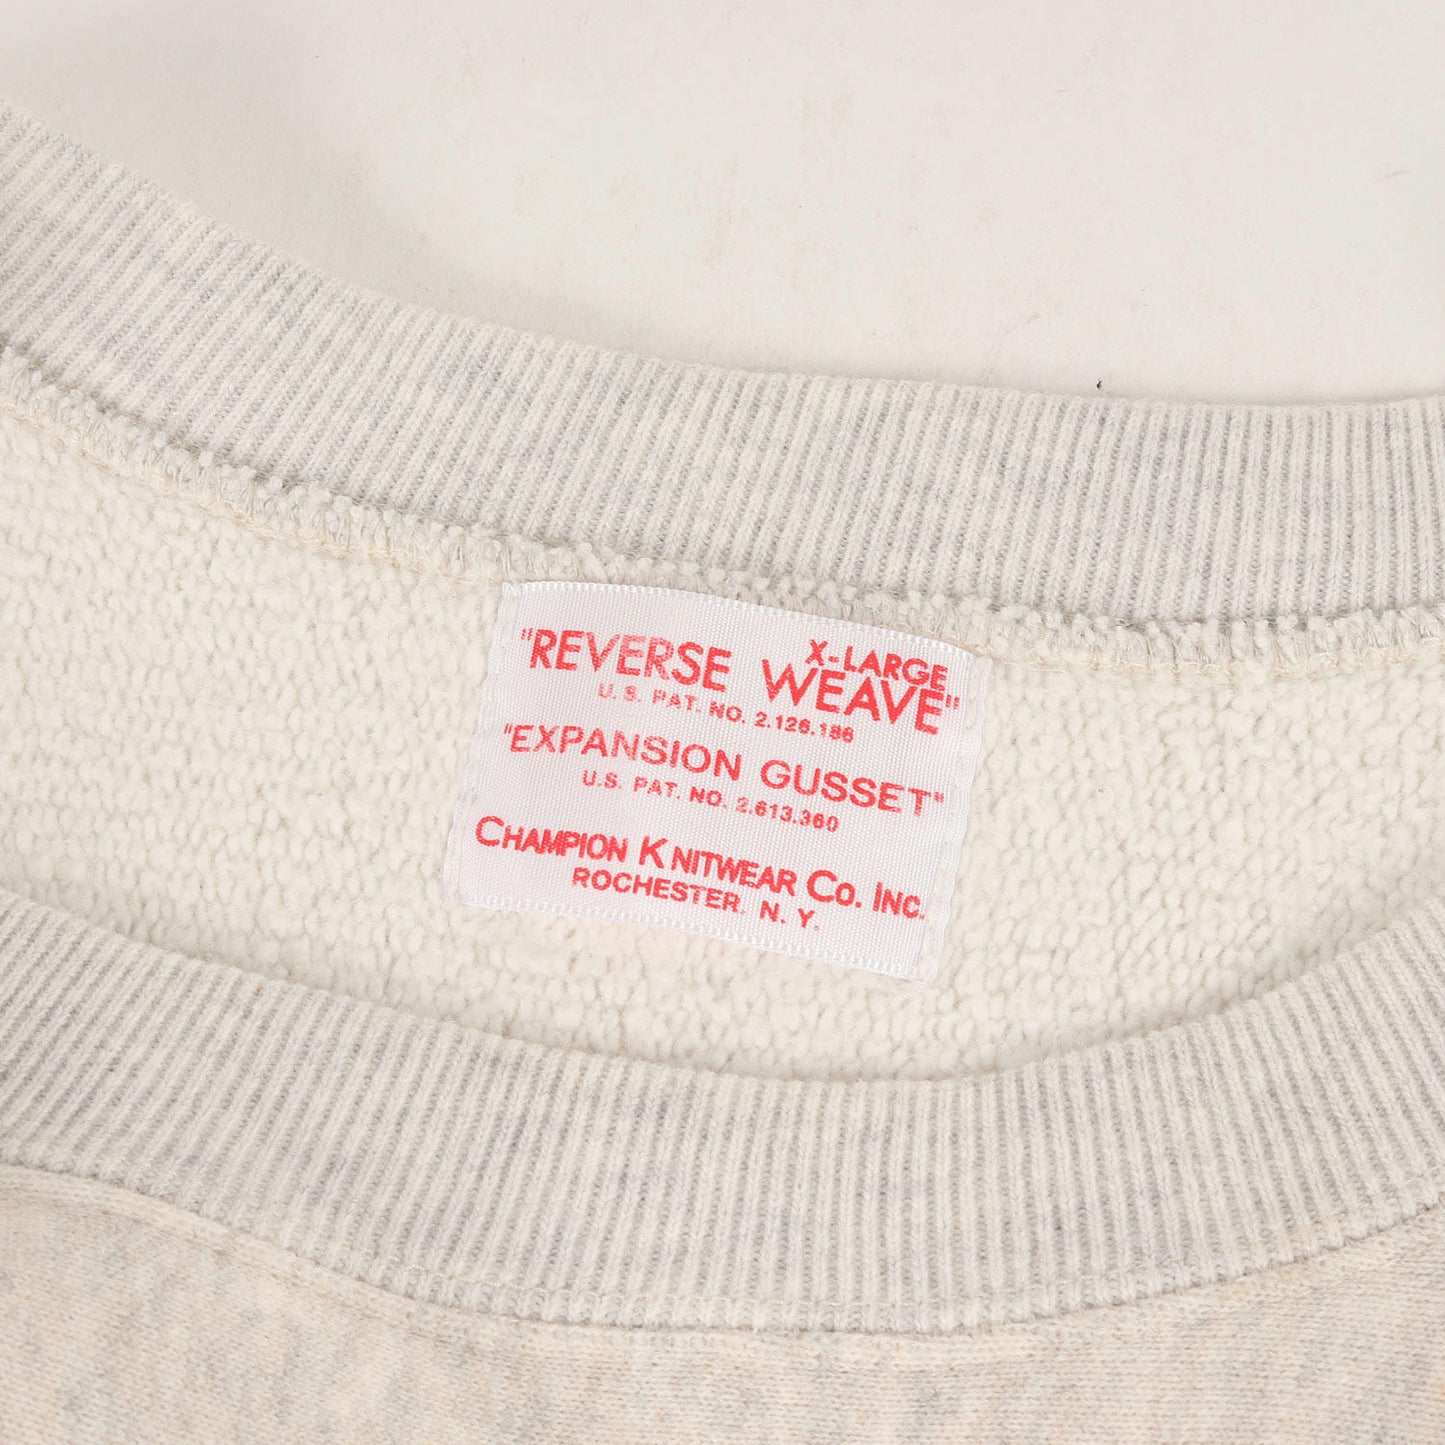 X-LARGE
"REVERSE WEAVE"
U.S. PAT. NO. 2.126.186
"EXPANSION GUSSET"
U.S. PAT. NO. 2.613.360
CHAMPION KNITWEAR CO. INC.
ROCHESTER. N. Y.